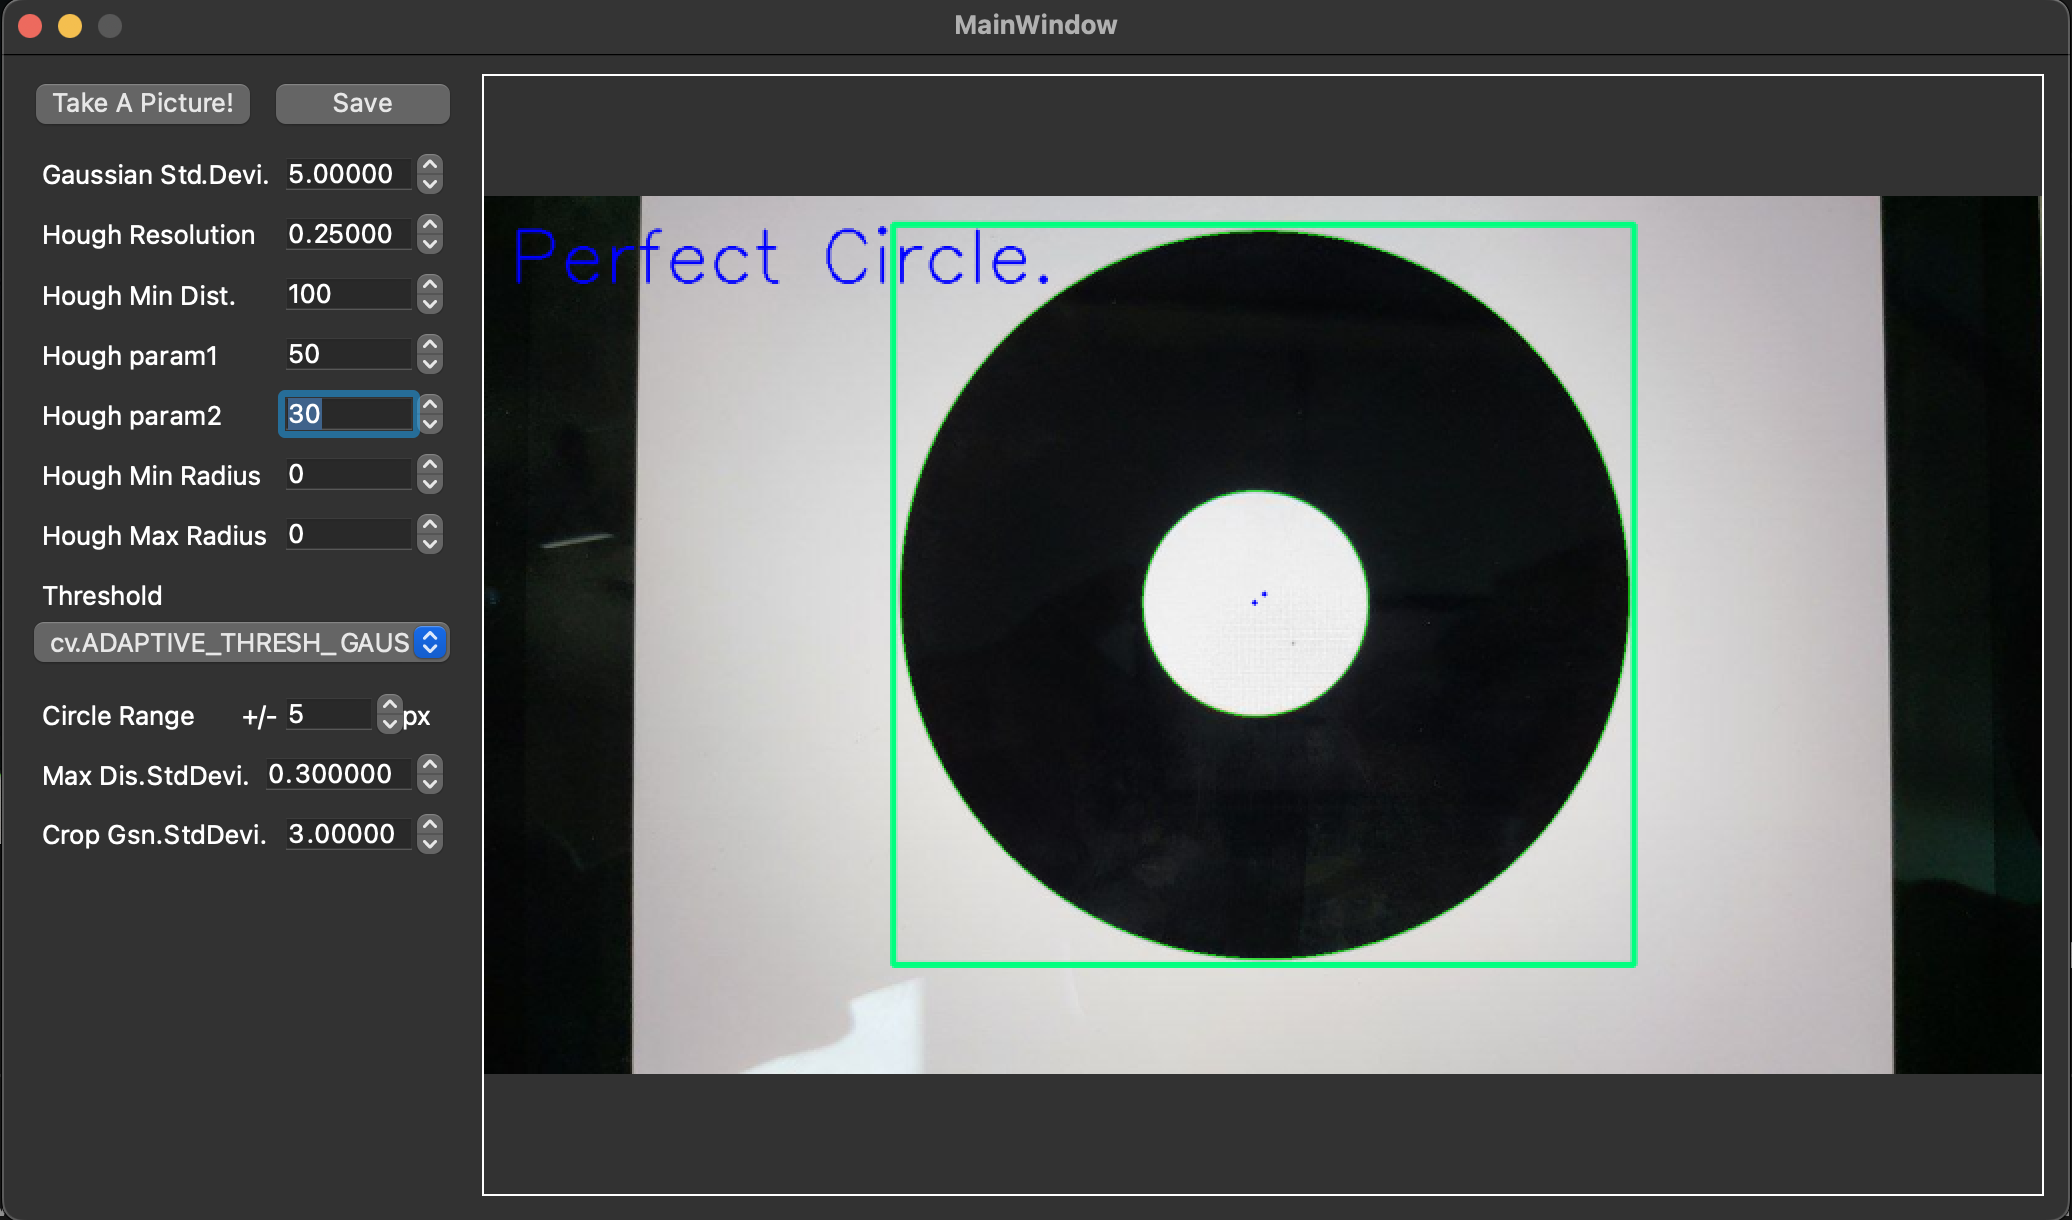 MainWindow
Take A Picture! Save
Gaussian Std.Devi. 5.00000
Hough Resolution 0.25000
Hough Min Dist. 100
Hough param1 50
Hough param2 30
Hough Min Radius 0
Hough Max Radius 0
Threshold
cv.ADAPTIVE_THRESH_GAUS
Circle Range +/- 5 px
Max Dis.StdDevi. 0.300000
Crop Gsn.StdDevi. 3.00000
Perfect Circle.